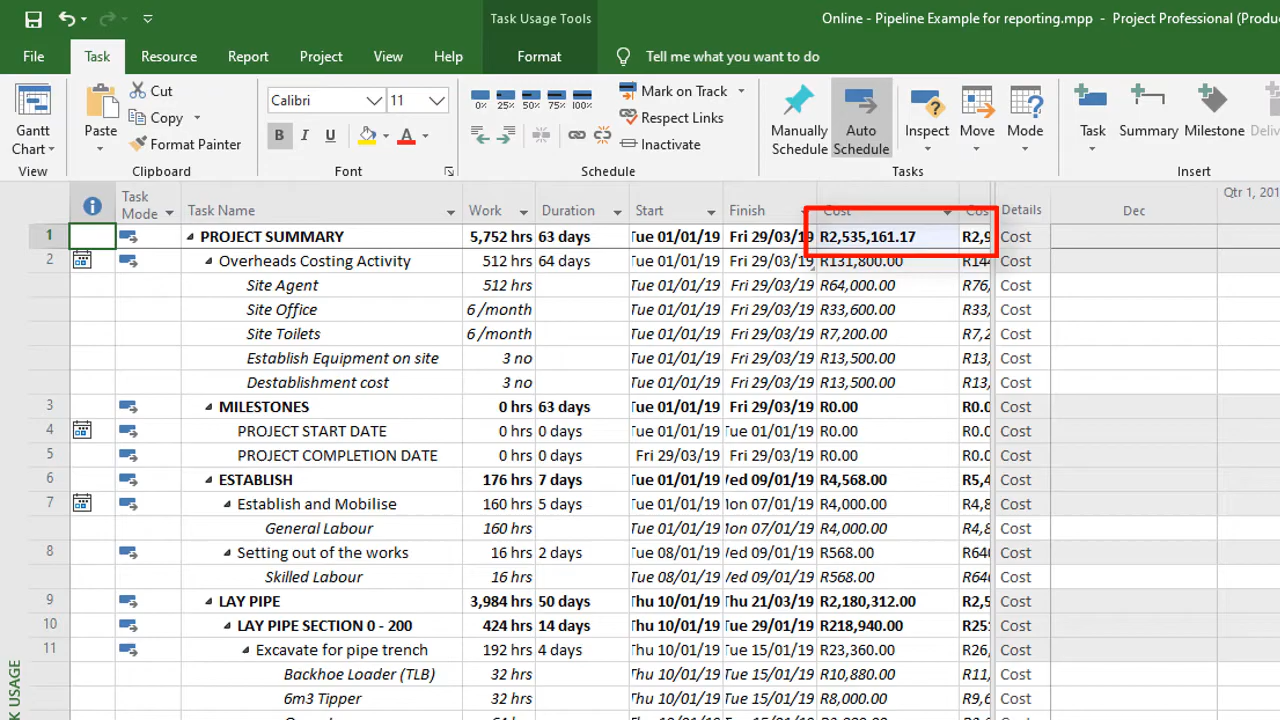 Task Usage Tools
Online - Pipeline Example for reporting.mpp - Project Professional (Produ
File Task Resource Report Project View Help Format Tell me what you want to do
Gantt Chart
View
Paste
Cut
Copy
Format Painter
Clipboard
Calibri 11
B I U A
Font
0% 25% 50% 75% 100%
Mark on Track
Respect Links
Inactivate
Schedule
Manually Schedule
Auto Schedule
Inspect
Move
Mode
Tasks
Task
Summary
Milestone
Deliv
Insert
Task Mode Task Name Work Duration Start Finish Cost Cos Details Qtr 1, 201
Dec
1 PROJECT SUMMARY 5,752 hrs 63 days Tue 01/01/19 Fri 29/03/19 R2,535,161.17 R2,9 Cost
2 Overheads Costing Activity 512 hrs 64 days Tue 01/01/19 Fri 29/03/19 R131,800.00 R144 Cost
Site Agent 512 hrs Tue 01/01/19 Fri 29/03/19 R64,000.00 R76, Cost
Site Office 6 /month Tue 01/01/19 Fri 29/03/19 R33,600.00 R33, Cost
Site Toilets 6 /month Tue 01/01/19 Fri 29/03/19 R7,200.00 R7,2 Cost
Establish Equipment on site 3 no Tue 01/01/19 Fri 29/03/19 R13,500.00 R13, Cost
Destablishment cost 3 no Tue 01/01/19 Fri 29/03/19 R13,500.00 R13, Cost
3 MILESTONES 0 hrs 63 days Tue 01/01/19 Fri 29/03/19 R0.00 R0.0 Cost
4 PROJECT START DATE 0 hrs 0 days Tue 01/01/19 Tue 01/01/19 R0.00 R0.0 Cost
5 PROJECT COMPLETION DATE 0 hrs 0 days Fri 29/03/19 Fri 29/03/19 R0.00 R0.0 Cost
6 ESTABLISH 176 hrs 7 days Tue 01/01/19 Wed 09/01/19 R4,568.00 R5,4 Cost
7 Establish and Mobilise 160 hrs 5 days Tue 01/01/19 Mon 07/01/19 R4,000.00 R4,8 Cost
General Labour 160 hrs Tue 01/01/19 Mon 07/01/19 R4,000.00 R4,8 Cost
8 Setting out of the works 16 hrs 2 days Tue 08/01/19 Wed 09/01/19 R568.00 R640 Cost
Skilled Labour 16 hrs Tue 08/01/19 Wed 09/01/19 R568.00 R640 Cost
9 LAY PIPE 3,984 hrs 50 days Thu 10/01/19 Thu 21/03/19 R2,180,312.00 R2,5 Cost
10 LAY PIPE SECTION 0 - 200 424 hrs 14 days Thu 10/01/19 Tue 29/01/19 R218,940.00 R251 Cost
11 Excavate for pipe trench 192 hrs 4 days Thu 10/01/19 Tue 15/01/19 R23,360.00 R26, Cost
Backhoe Loader (TLB) 32 hrs Thu 10/01/19 Tue 15/01/19 R10,880.00 R11, Cost
6m3 Tipper 32 hrs Thu 10/01/19 Tue 15/01/19 R8,000.00 R9,6 Cost
K USAGE